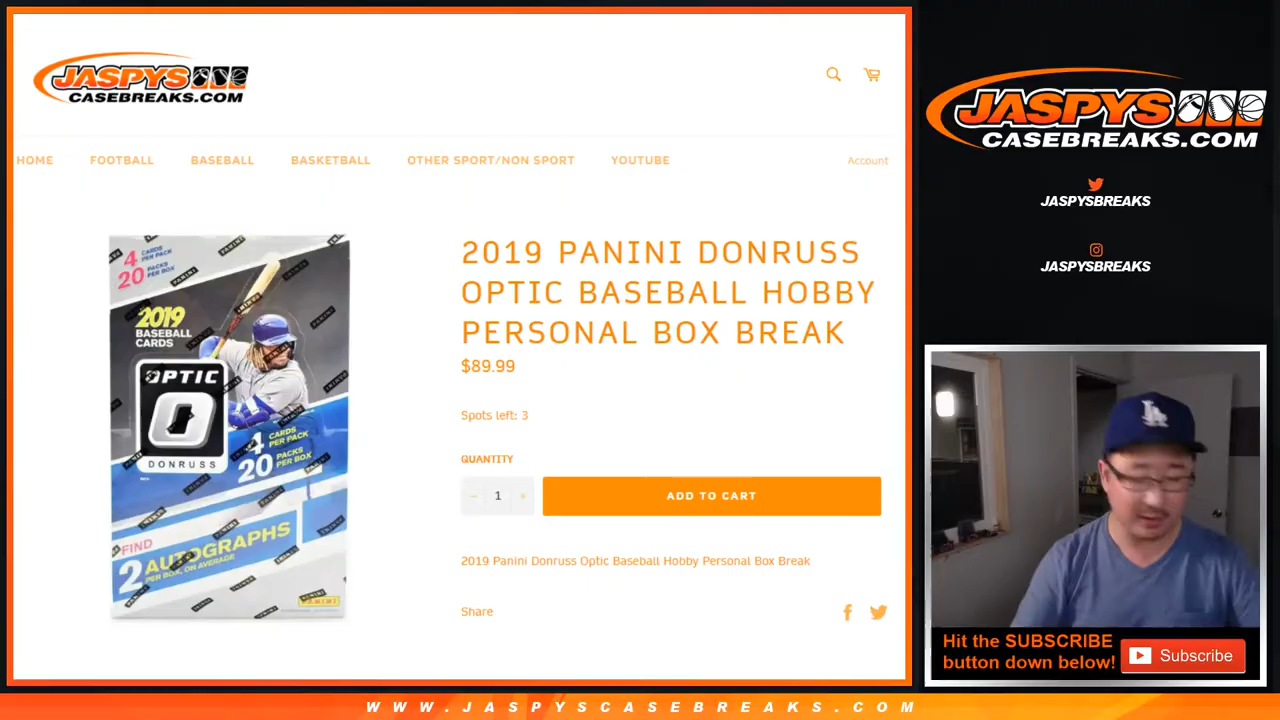 JASPYS
CASEBREAKS.COM
HOME
FOOTBALL
BASEBALL
BASKETBALL
OTHER SPORT/NON SPORT
YOUTUBE
Account
4 CARDS PER PACK
20 PACKS PER BOX
2019
BASEBALL
CARDS
OPTIC
DONRUSS
4 CARDS PER PACK
20 PACKS PER BOX
FIND
2 AUTOGRAPHS
PER BOX, ON AVERAGE
PANINI
2019 PANINI DONRUSS
OPTIC BASEBALL HOBBY
PERSONAL BOX BREAK
$89.99
Spots left: 3
QUANTITY
− 1 +
ADD TO CART
2019 Panini Donruss Optic Baseball Hobby Personal Box Break
Share
JASPYS
CASEBREAKS.COM
JASPYSBREAKS
JASPYSBREAKS
LA
Hit the SUBSCRIBE
button down below!
Subscribe
WWW.JASPYSCASEBREAKS.COM